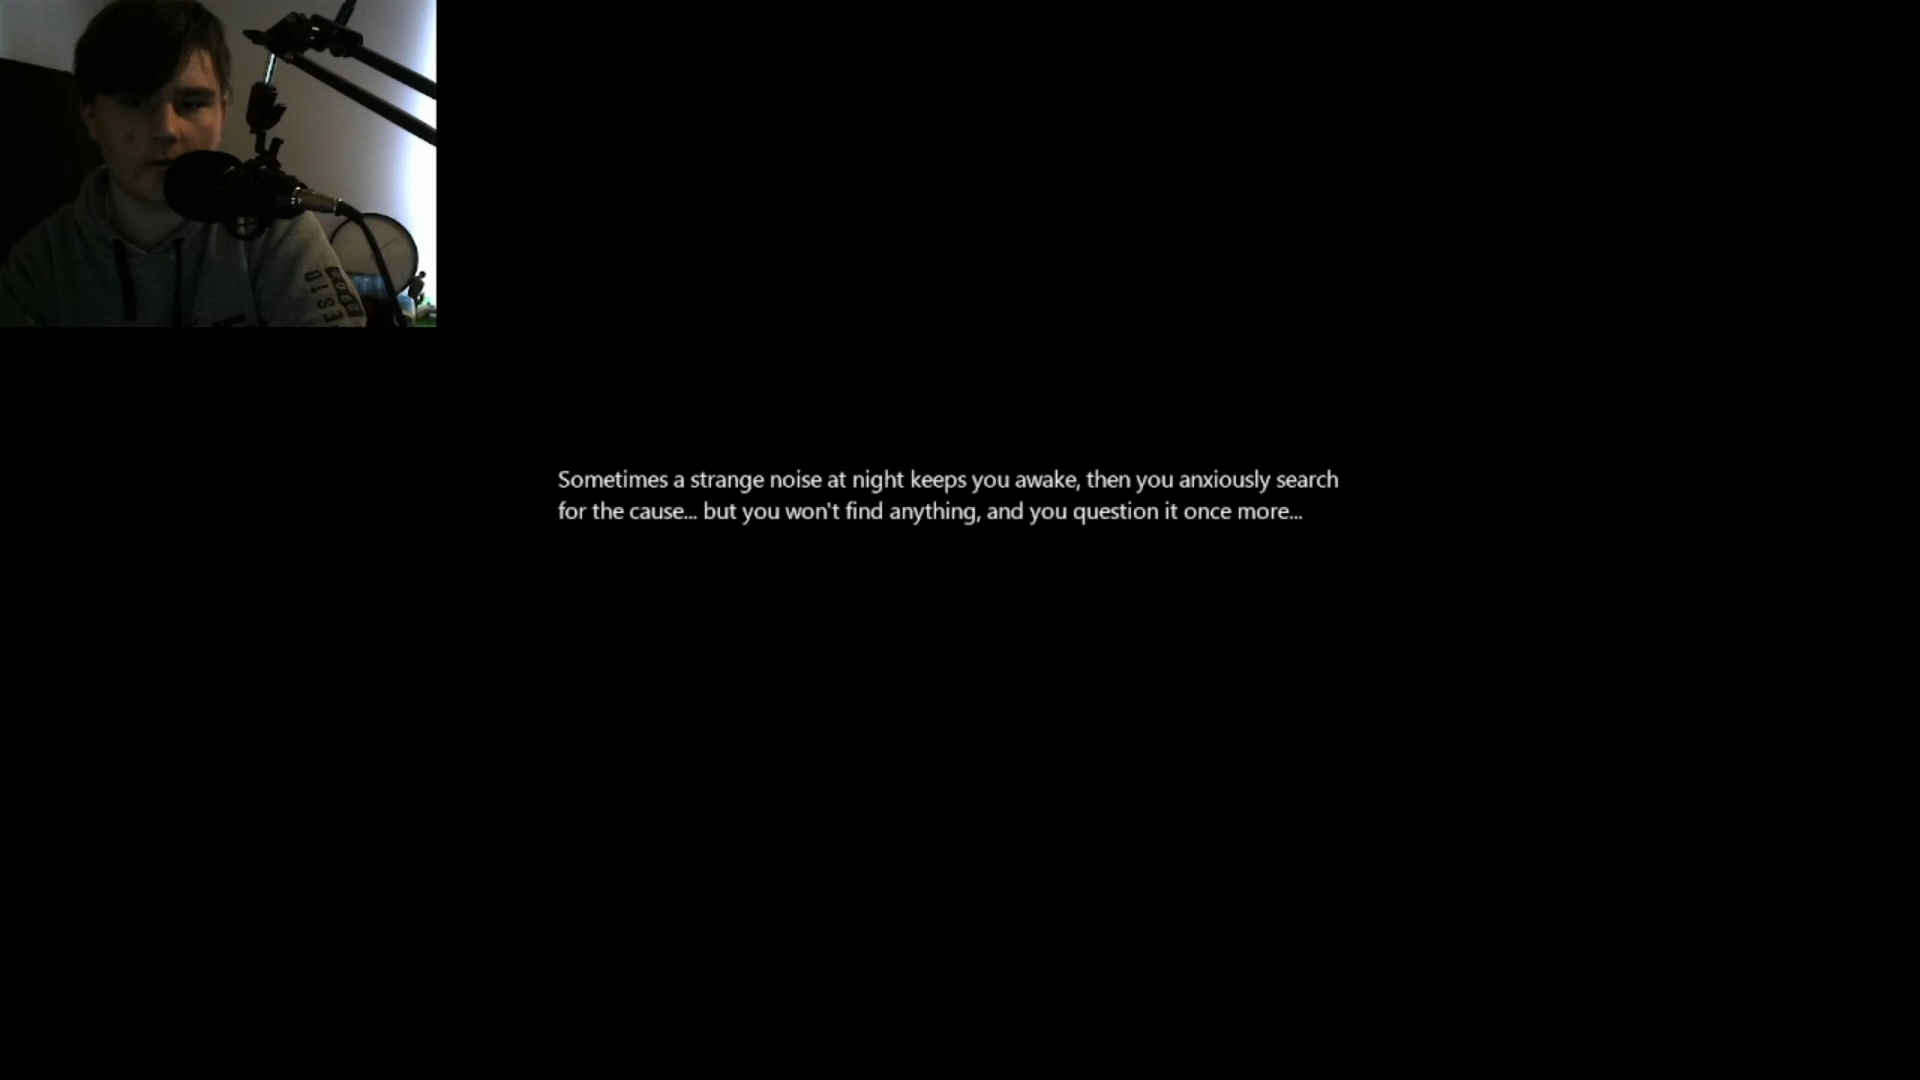 Sometimes a strange noise at night keeps you awake, then you anxiously search
for the cause... but you won't find anything, and you question it once more...